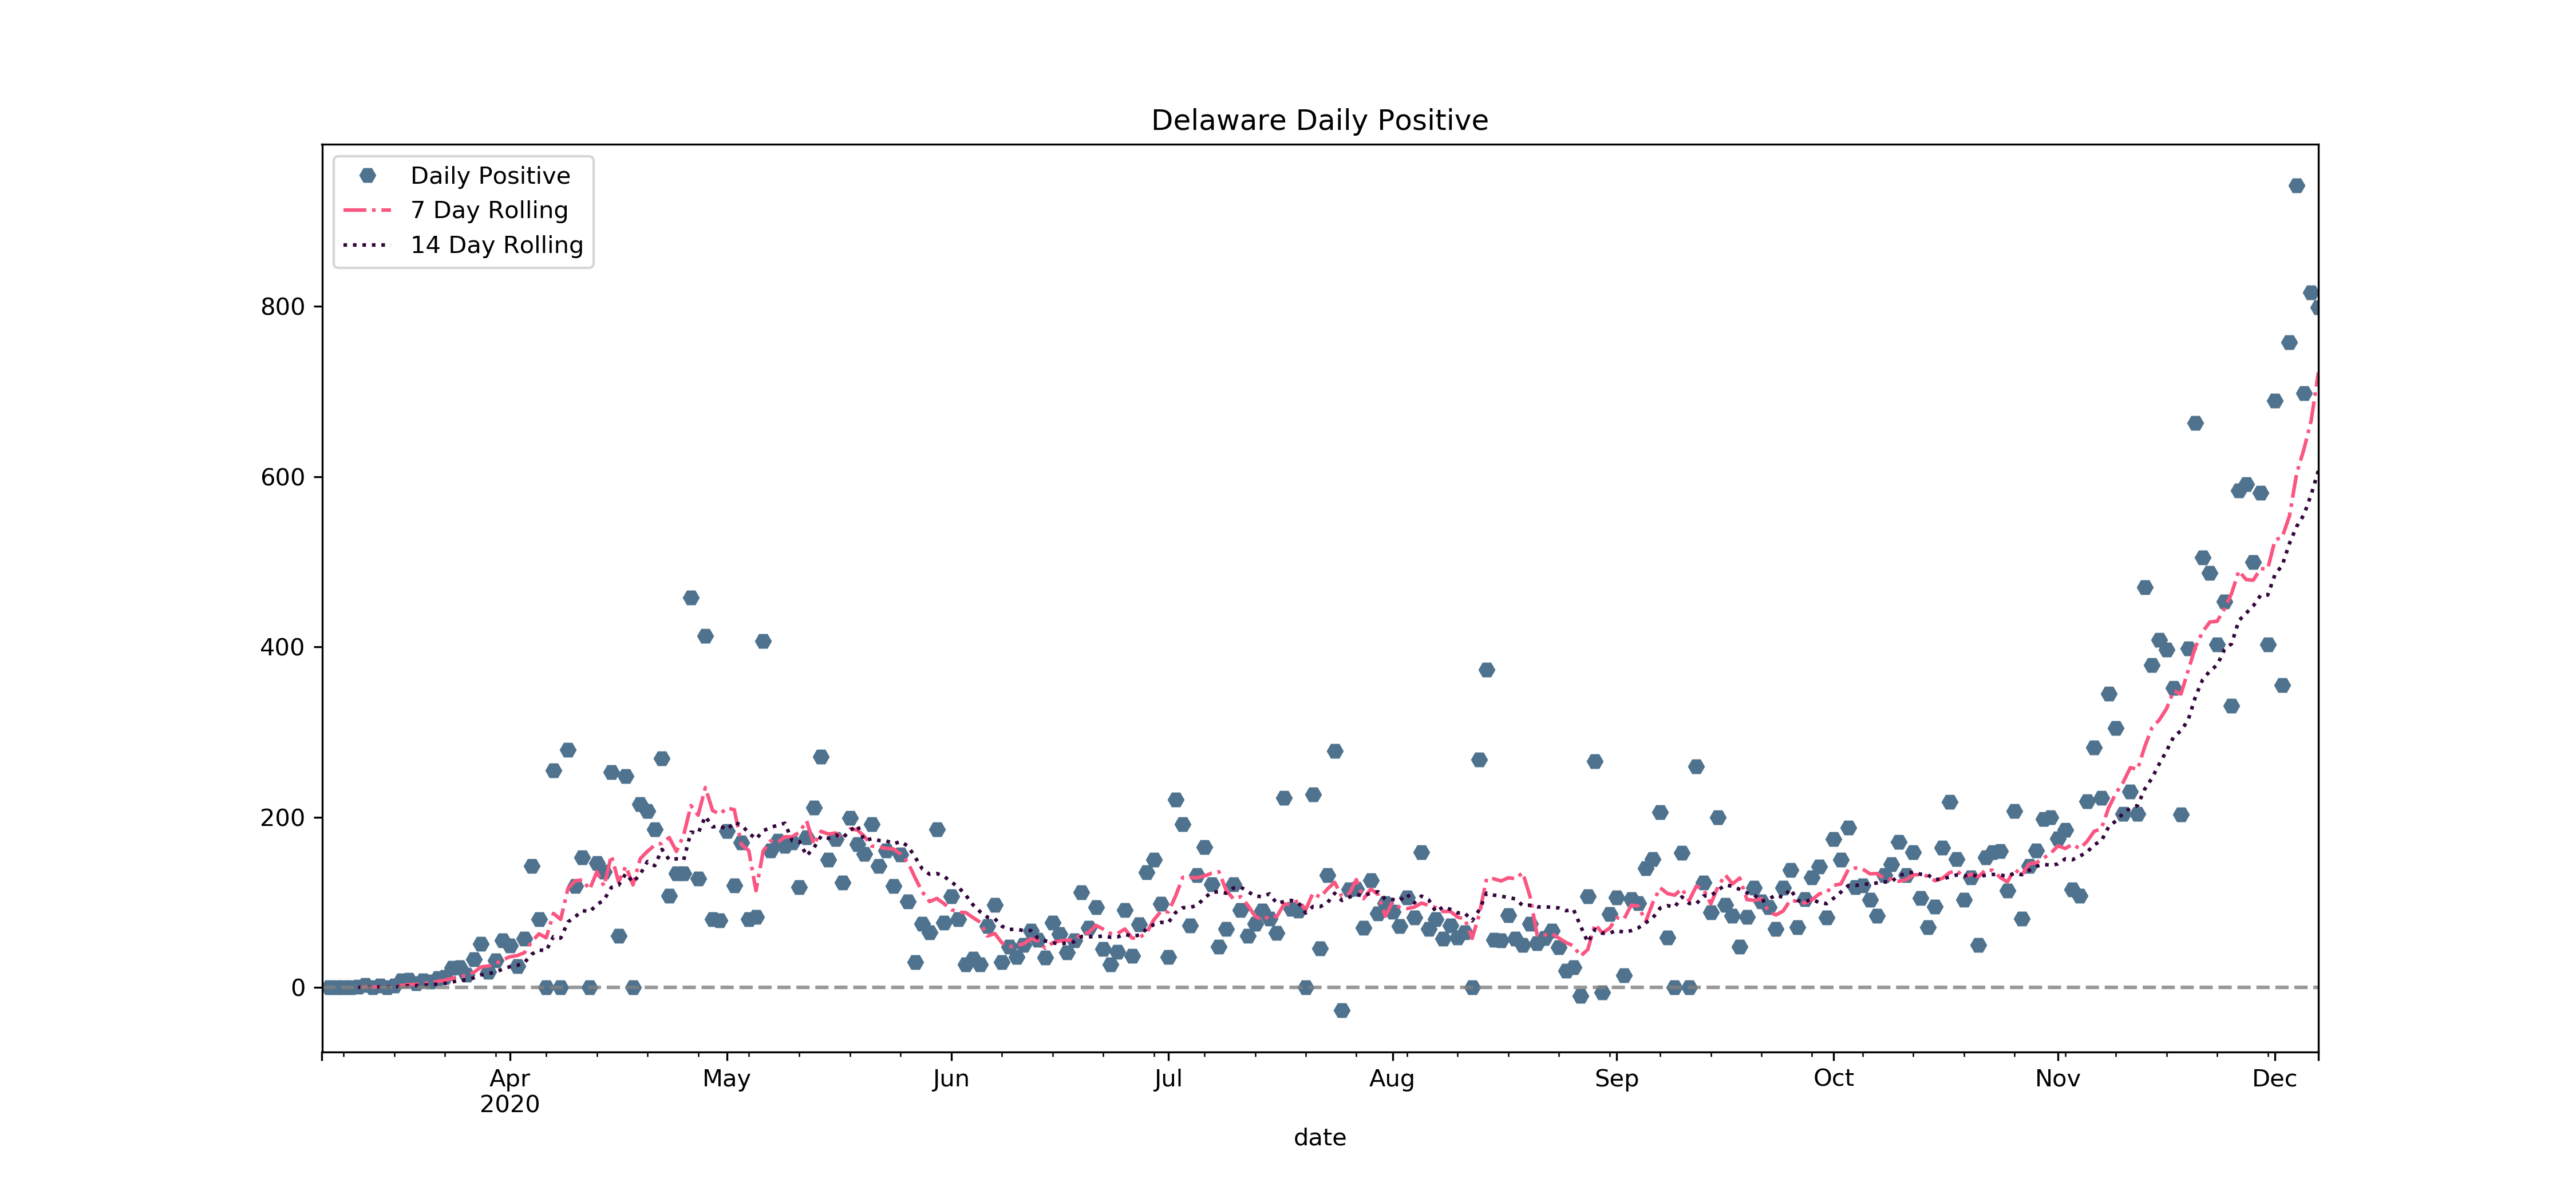 Delaware Daily Positive
Daily Positive
7 Day Rolling
14 Day Rolling
800
600
400
200
0
Apr May Jun Jul Aug Sep Oct Nov Dec
2020
date